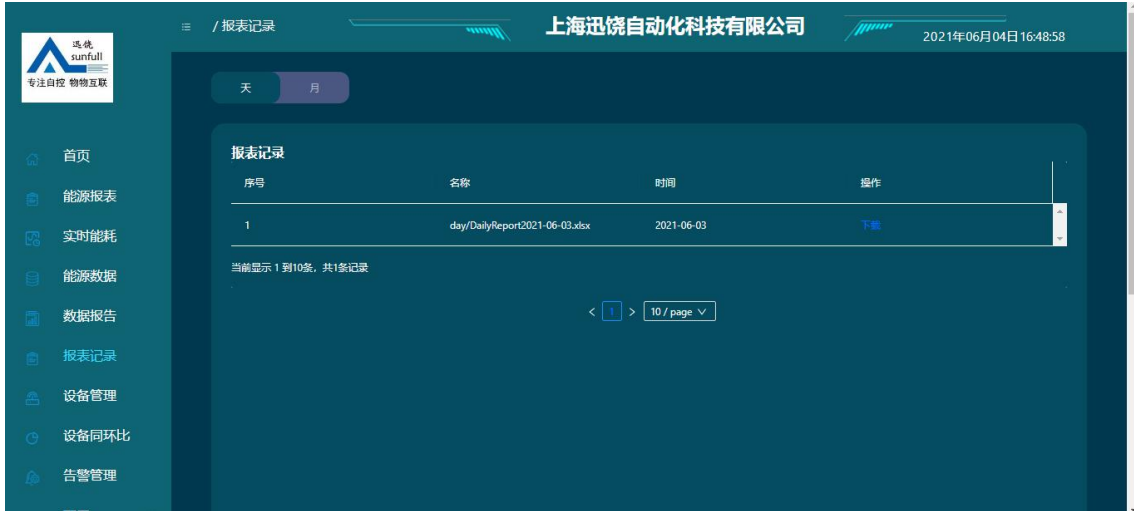 迅饶
sunfull
专注自控 物物互联
/ 报表记录
上海迅饶自动化科技有限公司
2021年06月04日16:48:58
天
月
首页
能源报表
实时能耗
能源数据
数据报告
报表记录
设备管理
设备同环比
告警管理
报表记录
序号 名称 时间 操作
1 day/DailyReport2021-06-03.xlsx 2021-06-03 下载
当前显示 1 到10条，共1条记录
< 1 > 10 / page